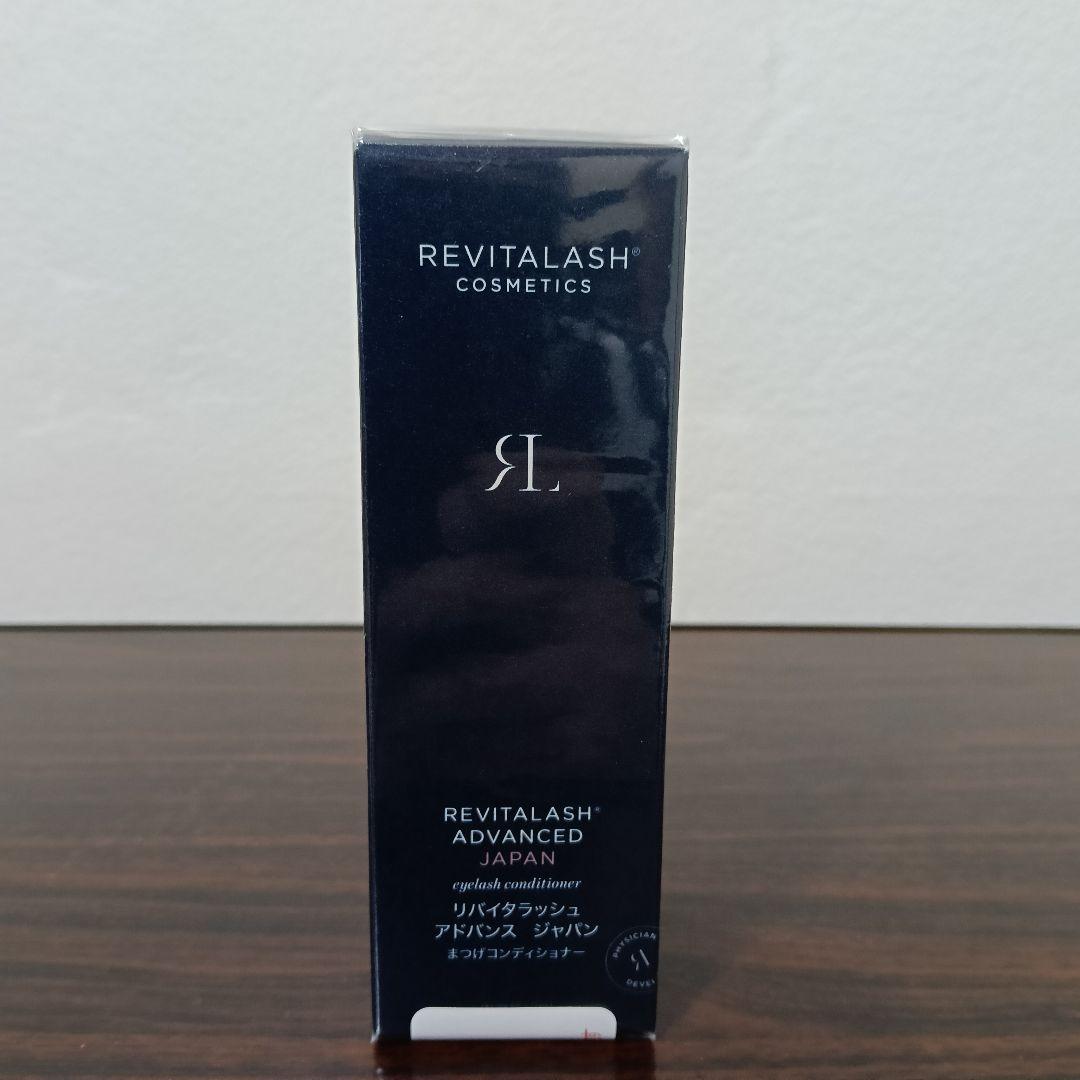 REVITALASH®
COSMETICS
RL
REVITALASH®
ADVANCED
JAPAN
eyelash conditioner
リバイタラッシュ
アドバンス ジャパン
まつげコンディショナー
PHYSICIAN